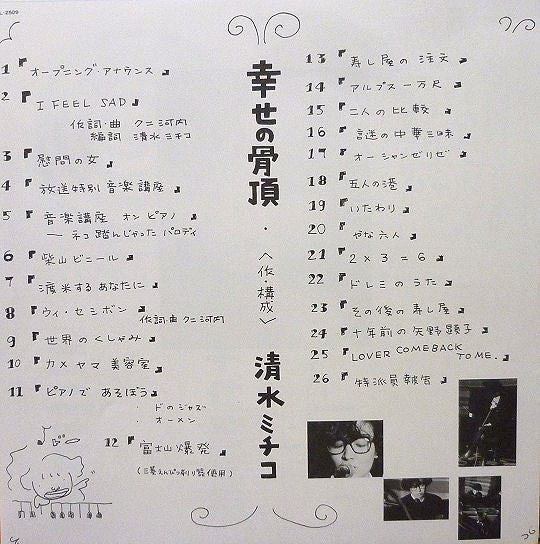 L-2509
1『オープニング・アナウンス』
2『I FEEL SAD』
作詞・曲 クニ河内
編詞 清水ミチコ
3『慰問の女』
4『放送特別音楽講座』
5『音楽講座 オンピアノ』
— ネコ踏んじゃった パロディ
6『柴山ビニール』
7『渡米するあなたに』
8『ウィ・セミボン』
作詞・曲 クニ河内
9『世界のくしゃみ』
10『カメヤマ美容室』
11『ピアノで あそぼう』
・ドのジャズ
・オーメン
12『富士山爆発』
幸せの骨頂
・〈作・構成〉
清水ミチコ
13『寿し屋の 注文』
14『アルプス一万尺』
15『二人の比較』
16『謎の中華三昧』
17『オーシャンゼリゼ』
18『五人の港』
19『いたわり』
20『やな六人』
21『2×3=6』
22『ドレミのうた』
23『その後の寿し屋』
24『十年前の矢野顕子』
25『LOVER COMEBACK
TO ME.』
26『特派員報告』